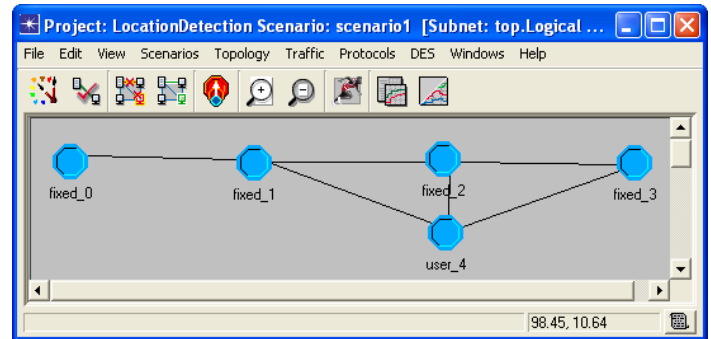 Project: LocationDetection Scenario: scenario1 [Subnet: top.Logical ...
File Edit View Scenarios Topology Traffic Protocols DES Windows Help
fixed_0 fixed_1 fixed_2 fixed_3
user_4
98.45, 10.64